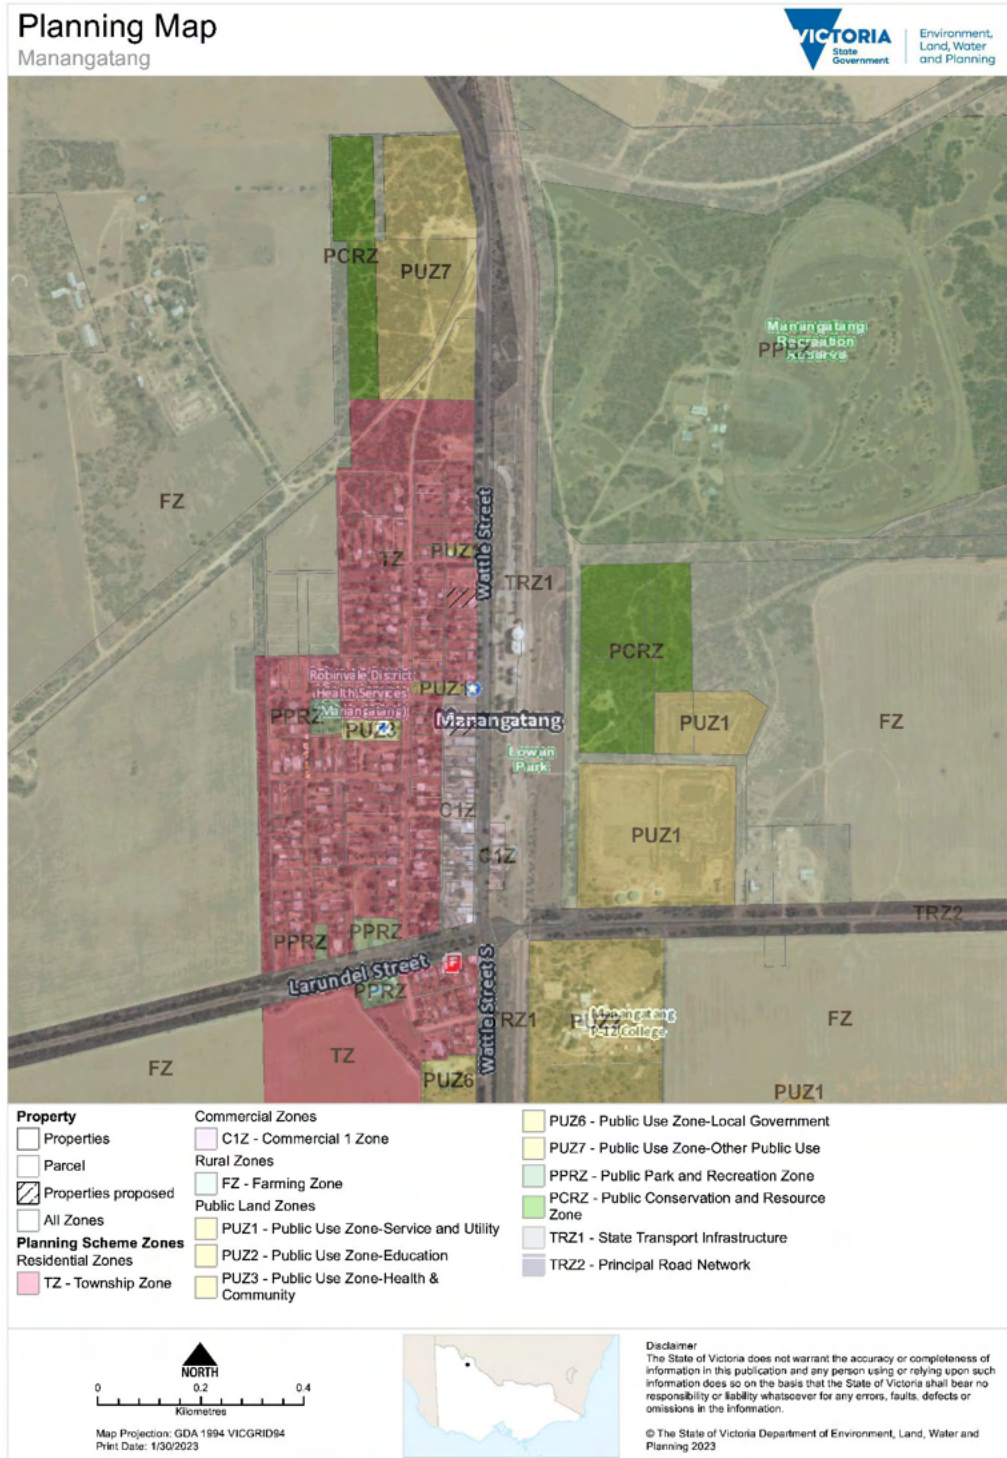 Planning Map
Manangatang
VICTORIA
State
Government
Environment,
Land, Water
and Planning
PCRZ
PUZ7
Manangatang
Recreation
Reserve
PPRZ
FZ
Wattle Street
PUZ
TZ
TRZ1
PCRZ
Robinvale District
Health Services
(Manangatang)
PUZ1
PPRZ
PUZ3
Manangatang
PUZ1
FZ
Lowan
Park
C1Z
PUZ1
C1Z
TRZ2
PPRZ
PPRZ
F
Larundel Street
Wattle Street S
PPRZ
TRZ1
PUZ2
Manangatang
P-12 College
FZ
TZ
FZ
PUZ6
PUZ1
Property
Properties
Parcel
Properties proposed
All Zones
Planning Scheme Zones
Residential Zones
TZ - Township Zone
Commercial Zones
C1Z - Commercial 1 Zone
Rural Zones
FZ - Farming Zone
Public Land Zones
PUZ1 - Public Use Zone-Service and Utility
PUZ2 - Public Use Zone-Education
PUZ3 - Public Use Zone-Health &
Community
PUZ6 - Public Use Zone-Local Government
PUZ7 - Public Use Zone-Other Public Use
PPRZ - Public Park and Recreation Zone
PCRZ - Public Conservation and Resource
Zone
TRZ1 - State Transport Infrastructure
TRZ2 - Principal Road Network
NORTH
0 0.2 0.4
Kilometres
Map Projection: GDA 1994 VICGRID94
Print Date: 1/30/2023
Disclaimer
The State of Victoria does not warrant the accuracy or completeness of
information in this publication and any person using or relying upon such
information does so on the basis that the State of Victoria shall bear no
responsibility or liability whatsoever for any errors, faults, defects or
omissions in the information.
© The State of Victoria Department of Environment, Land, Water and
Planning 2023